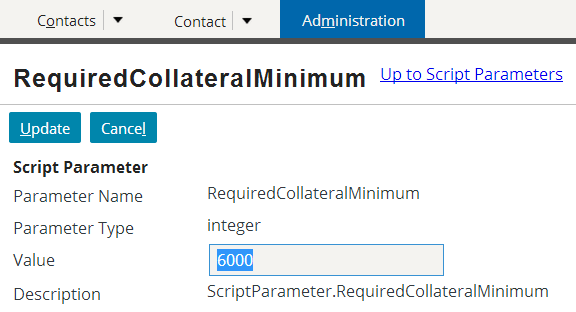 Contacts Contact Administration
RequiredCollateralMinimum Up to Script Parameters
Update Cancel
Script Parameter
Parameter Name RequiredCollateralMinimum
Parameter Type integer
Value 6000
Description ScriptParameter.RequiredCollateralMinimum